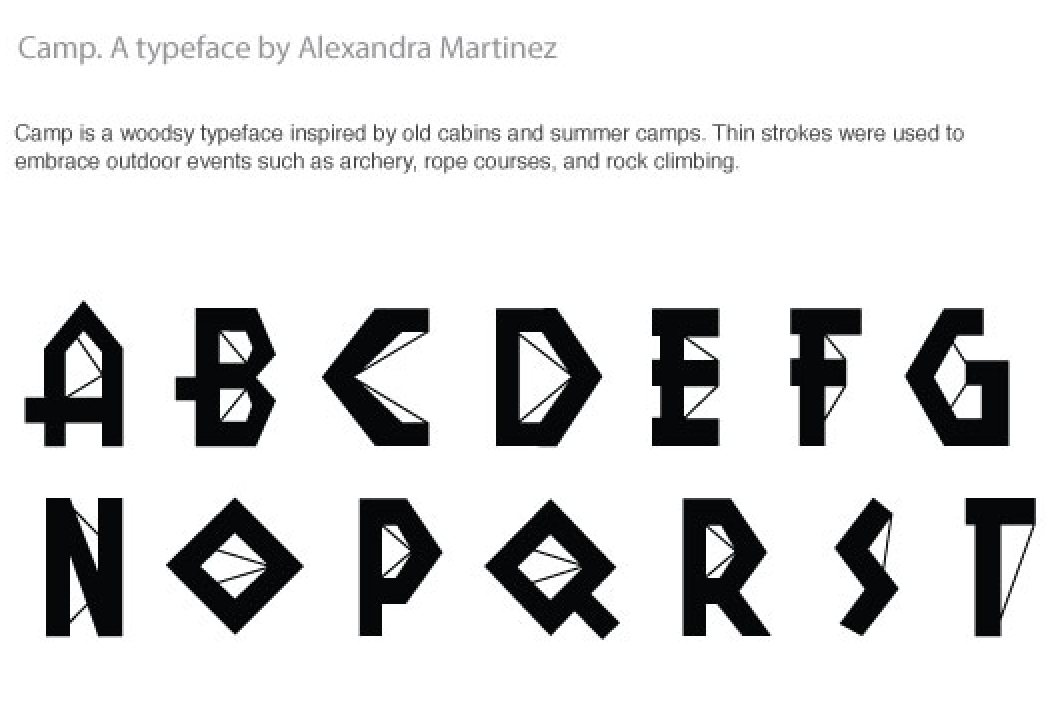 Camp. A typeface by Alexandra Martinez
Camp is a woodsy typeface inspired by old cabins and summer camps. Thin strokes were used to
embrace outdoor events such as archery, rope courses, and rock climbing.
A B C D E F G
N O P Q R S T